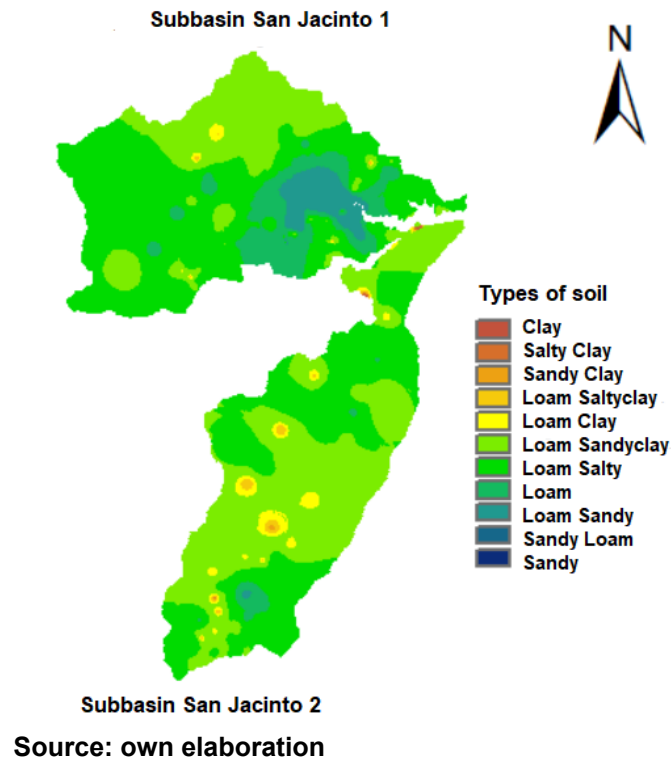 Subbasin San Jacinto 1
N
Types of soil
Clay
Salty Clay
Sandy Clay
Loam Saltyclay
Loam Clay
Loam Sandyclay
Loam Salty
Loam
Loam Sandy
Sandy Loam
Sandy
Subbasin San Jacinto 2
Source: own elaboration